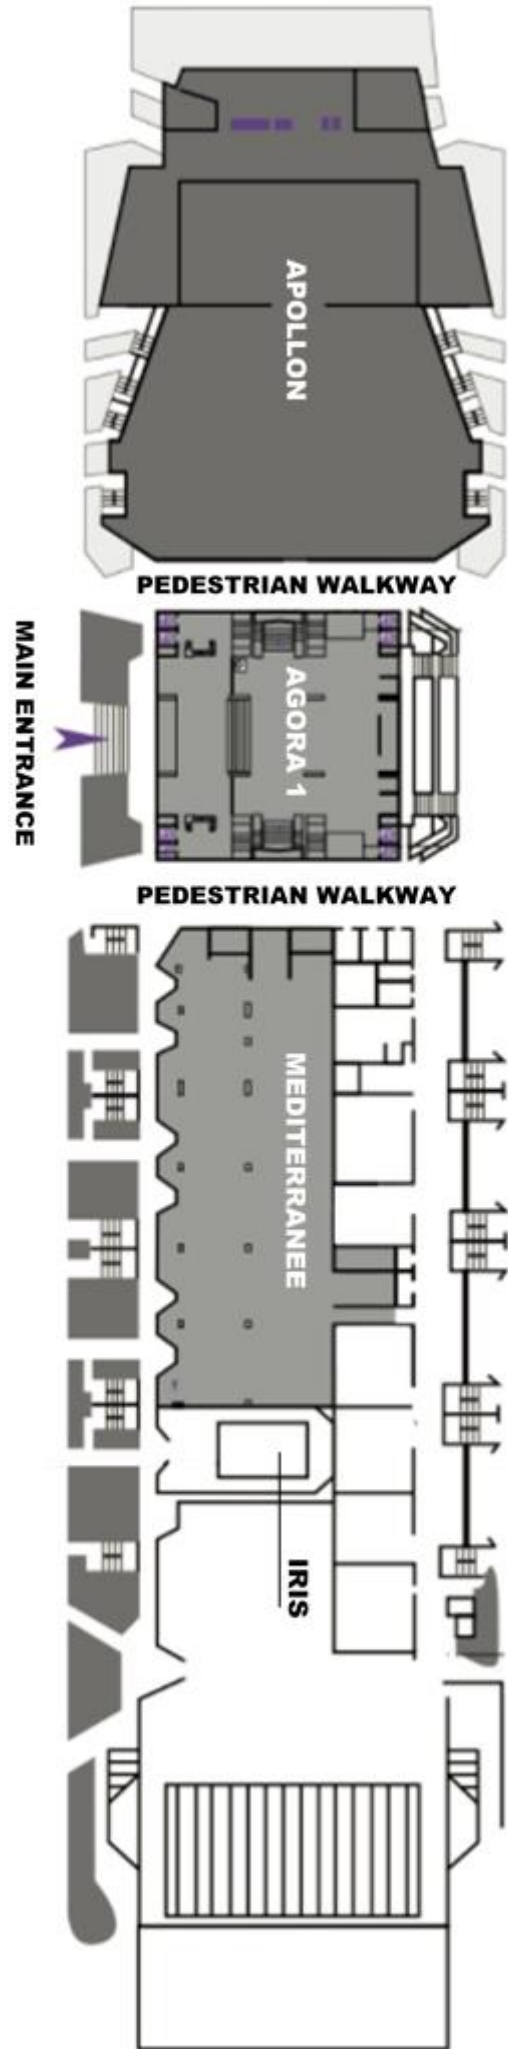 APOLLON
PEDESTRIAN WALKWAY
MAIN ENTRANCE
AGORA 1
PEDESTRIAN WALKWAY
MEDITERRANEE
IRIS